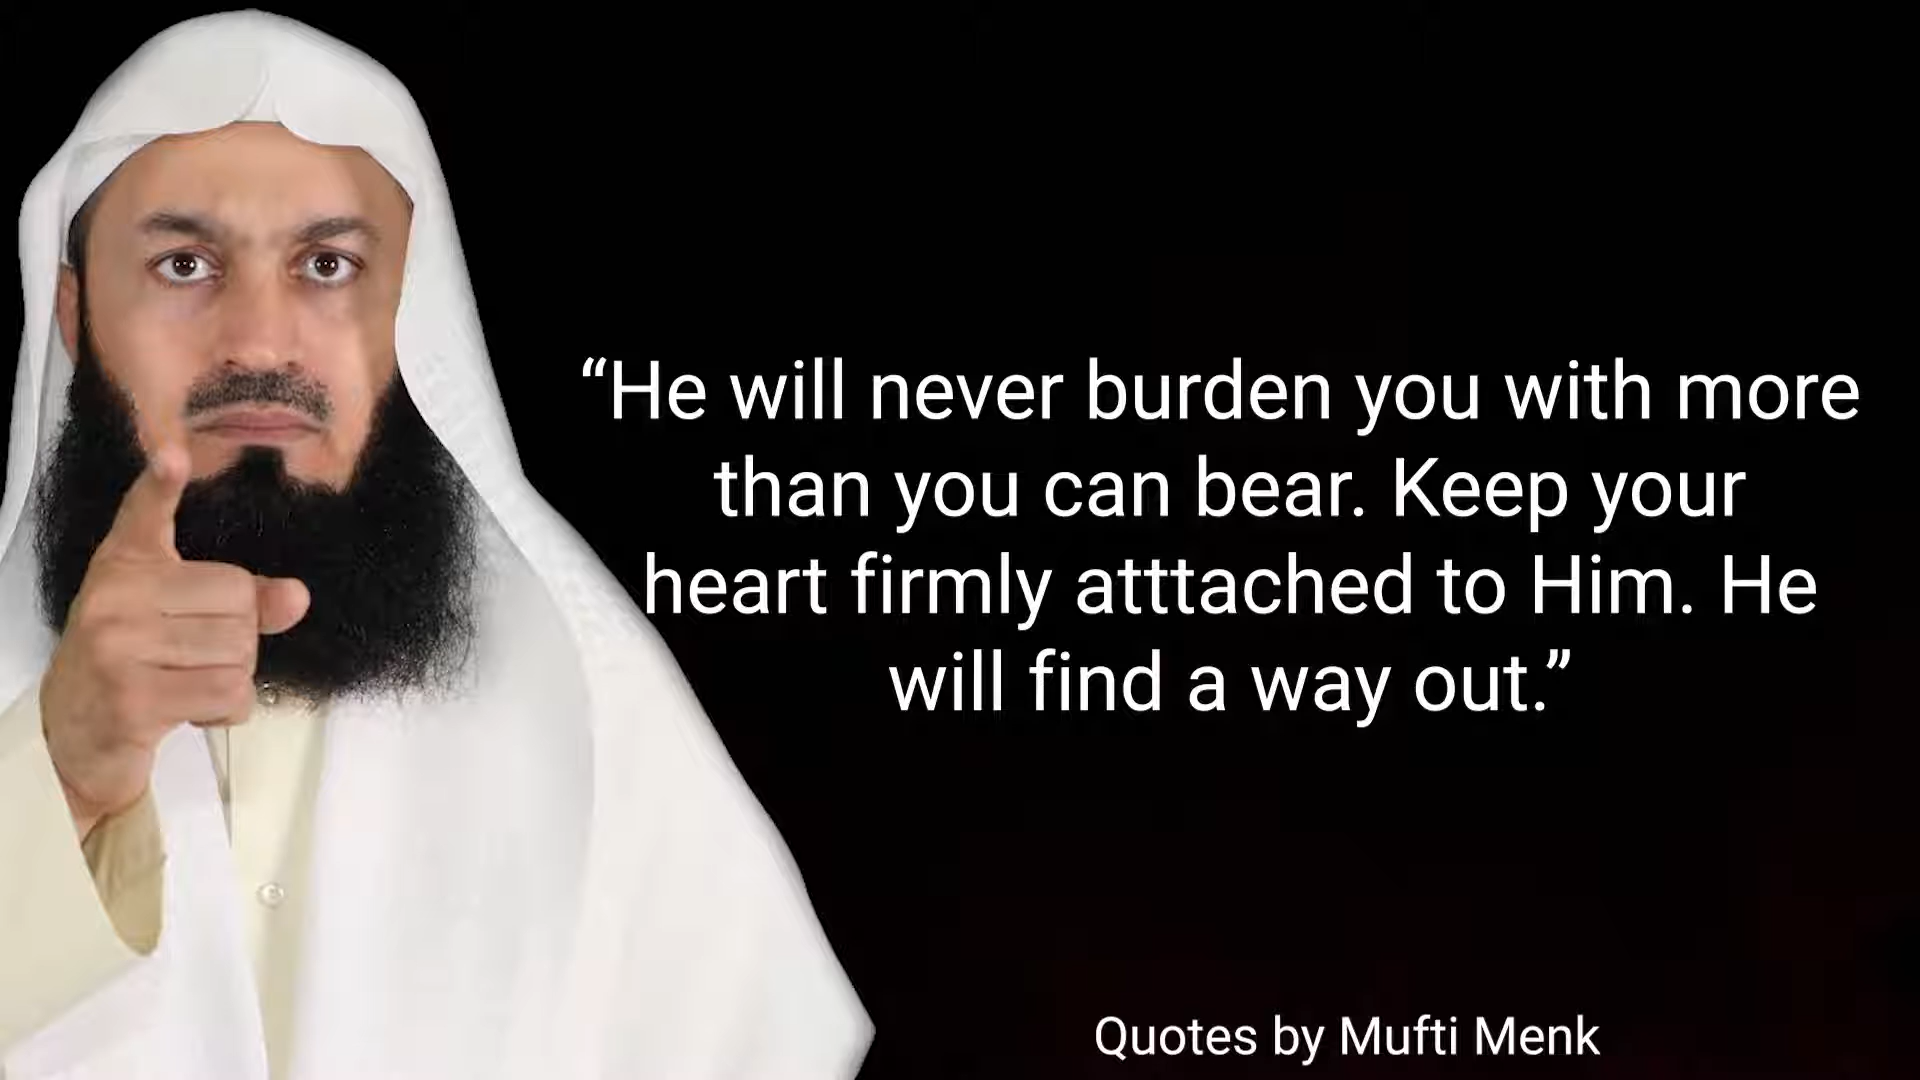 “He will never burden you with more
than you can bear. Keep your
heart firmly atttached to Him. He
will find a way out.”
Quotes by Mufti Menk